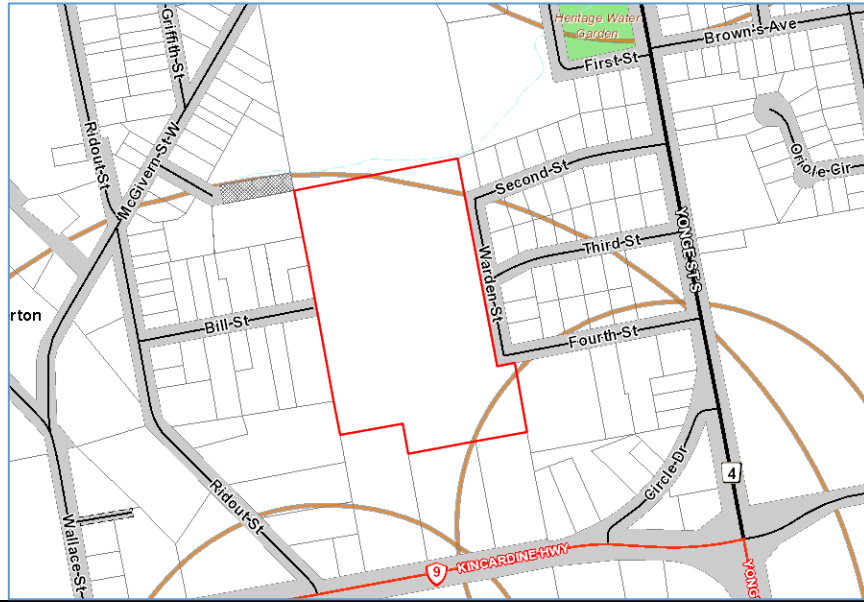 Griffith-St
Heritage Water
Garden
Brown's Ave
First-St
Ridout-St
McGivern-St-W
Oriole-Cir
Second-St
YONGE-ST-S
Third-St
Warden-St
rton
Bill-St
Fourth-St
4
Circle-Dr
Ridout-St
Wallace-St
9
KINCARDINE HWY
YONG